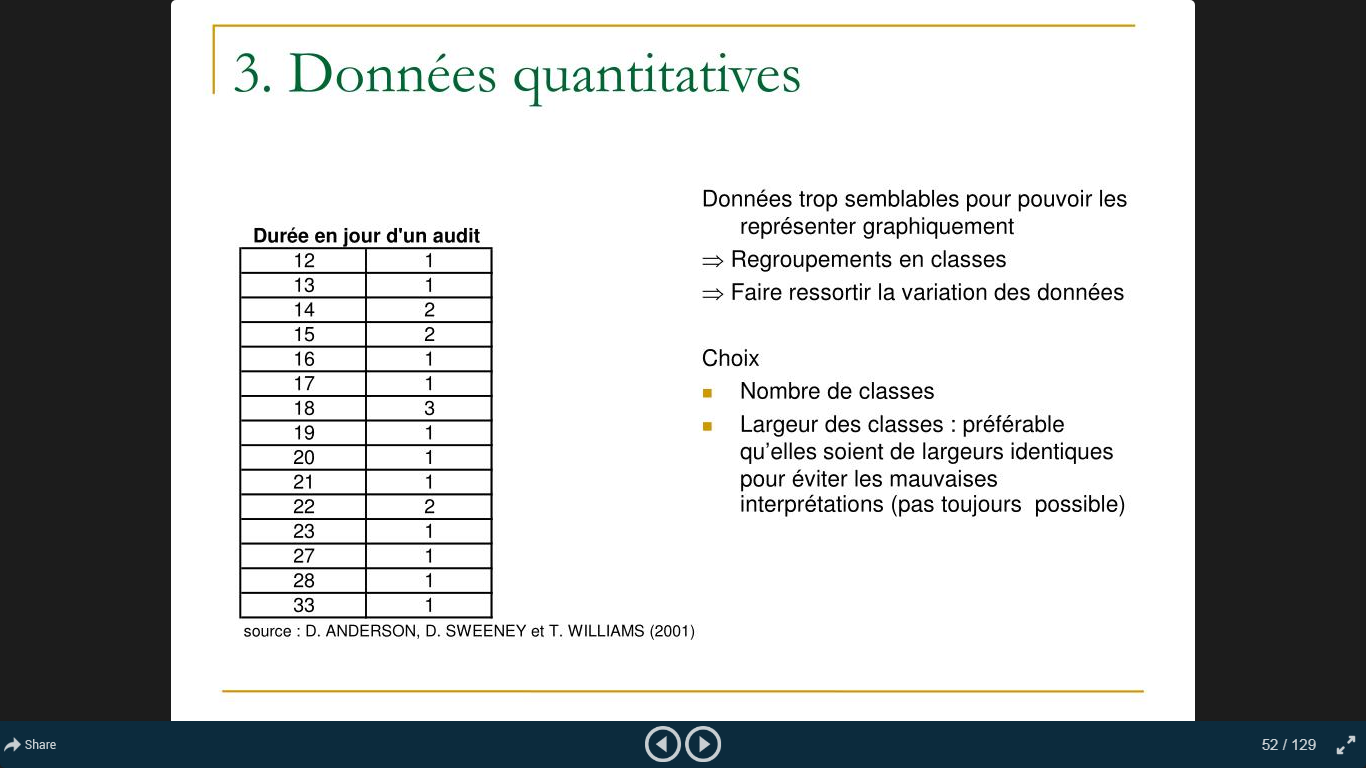 3. Données quantitatives
Durée en jour d'un audit
12 1
13 1
14 2
15 2
16 1
17 1
18 3
19 1
20 1
21 1
22 2
23 1
27 1
28 1
33 1
source : D. ANDERSON, D. SWEENEY et T. WILLIAMS (2001)
Données trop semblables pour pouvoir les
représenter graphiquement
⇒ Regroupements en classes
⇒ Faire ressortir la variation des données
Choix
■ Nombre de classes
■ Largeur des classes : préférable
qu’elles soient de largeurs identiques
pour éviter les mauvaises
interprétations (pas toujours possible)
Share
52 / 129